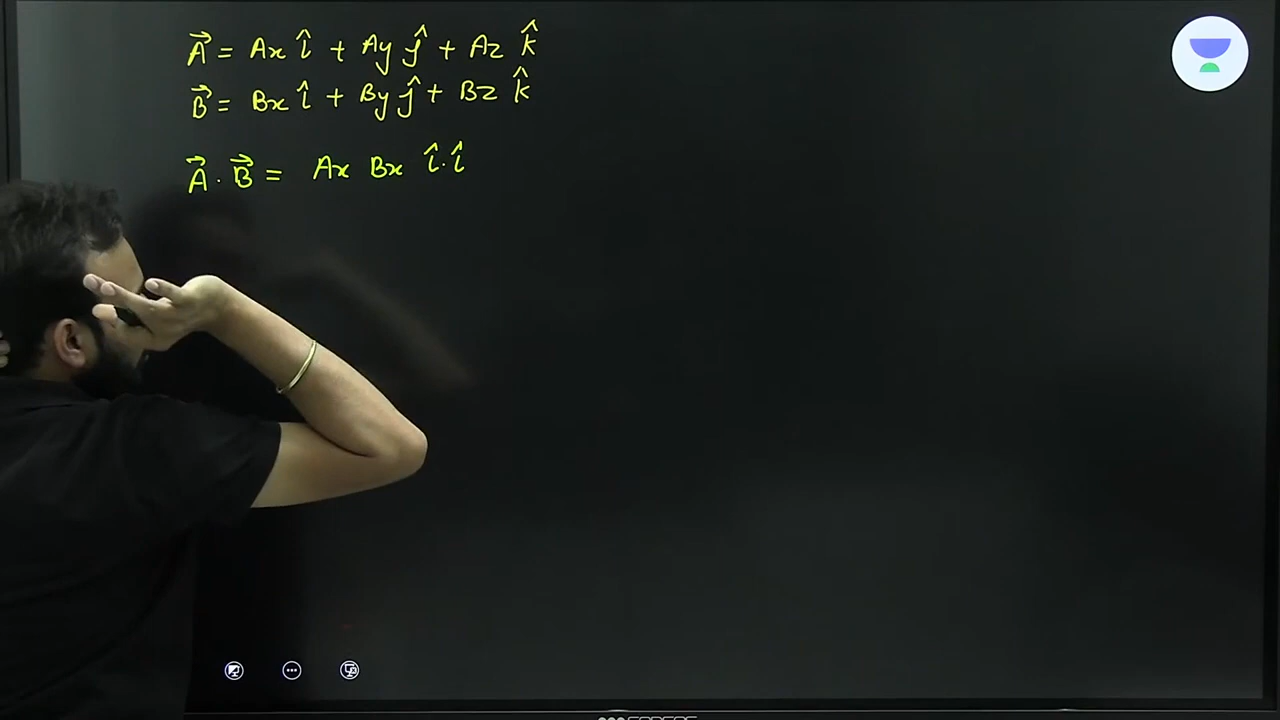 A⃗ = Ax î + Ay ĵ + Az k̂
B⃗ = Bx î + By ĵ + Bz k̂
A⃗ . B⃗ = Ax Bx î.î